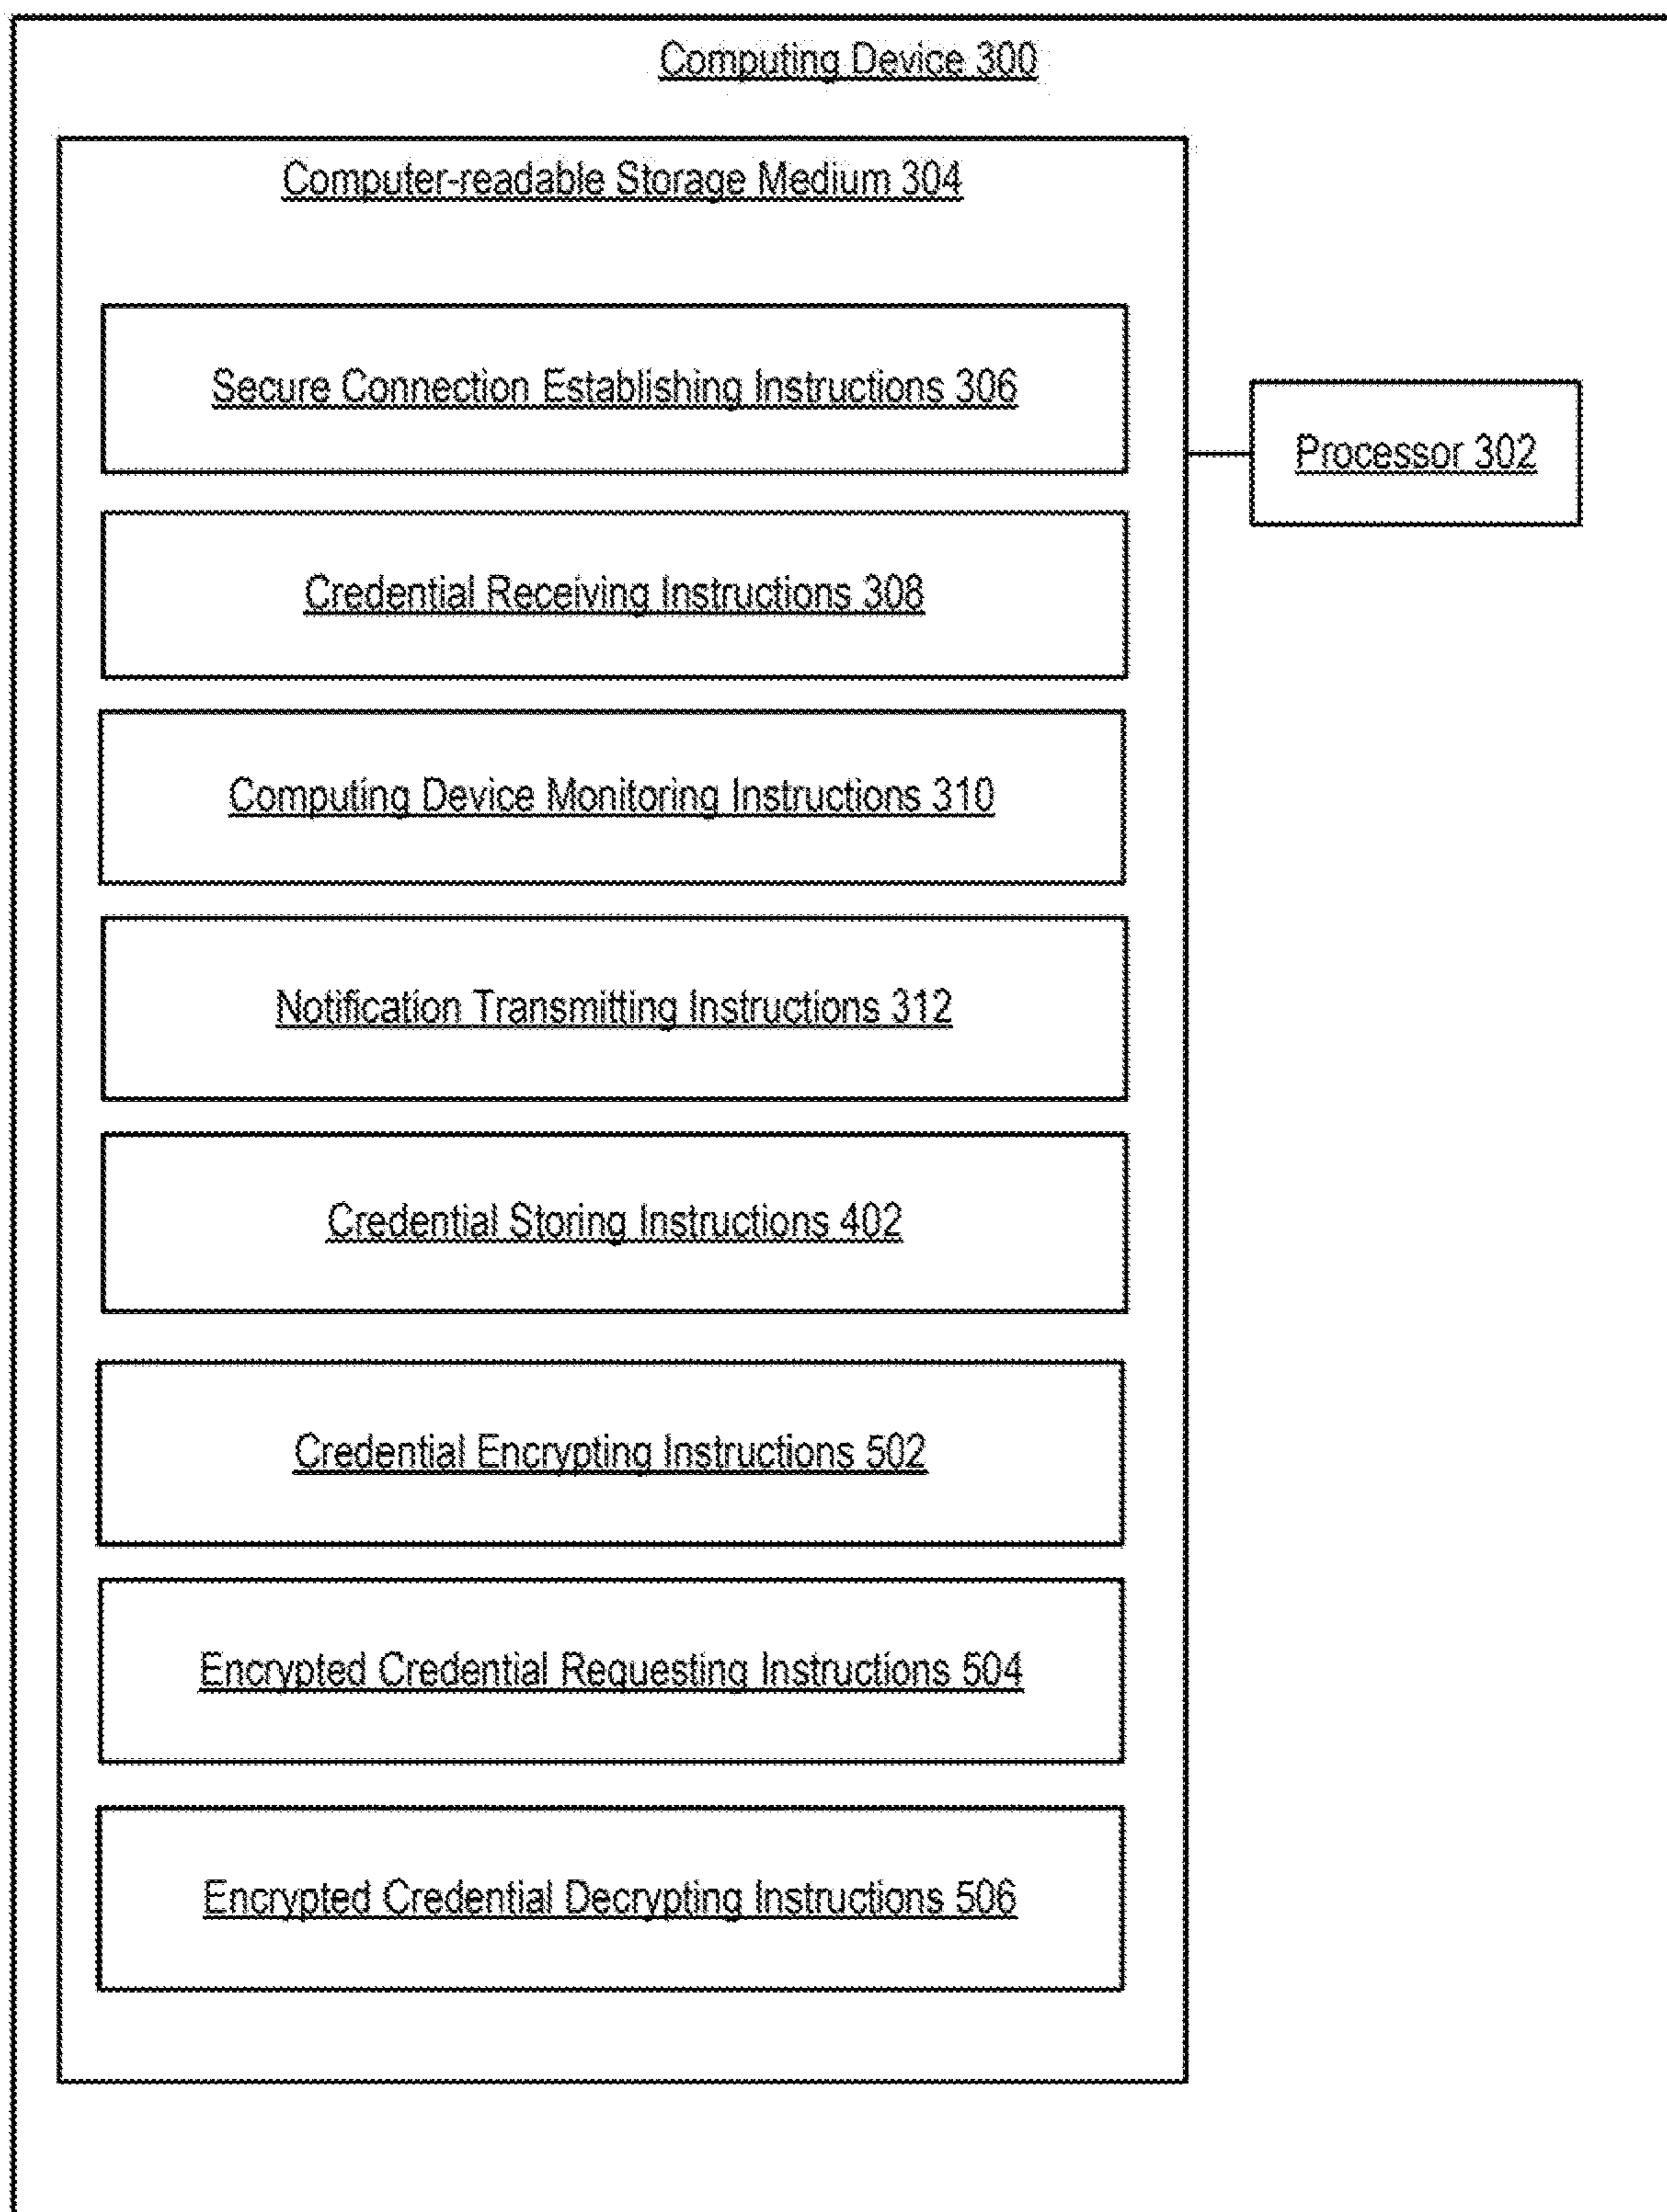 Computing Device 300
Computer-readable Storage Medium 304
Secure Connection Establishing Instructions 306
Processor 302
Credential Receiving Instructions 308
Computing Device Monitoring Instructions 310
Notification Transmitting Instructions 312
Credential Storing Instructions 402
Credential Encrypting Instructions 502
Encrypted Credential Requesting Instructions 504
Encrypted Credential Decrypting Instructions 506